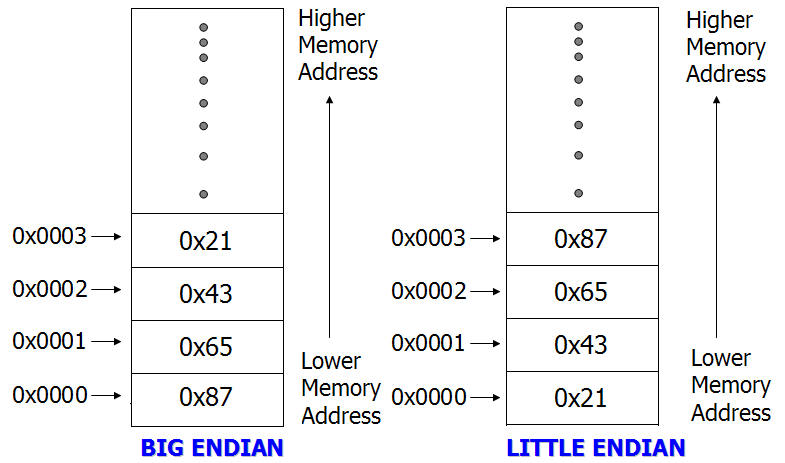 Higher
Memory
Address
0x0003
0x21
0x0002
0x43
0x0001
0x65
0x0000
0x87
Lower
Memory
Address
BIG ENDIAN
Higher
Memory
Address
0x0003
0x87
0x0002
0x65
0x0001
0x43
0x0000
0x21
Lower
Memory
Address
LITTLE ENDIAN